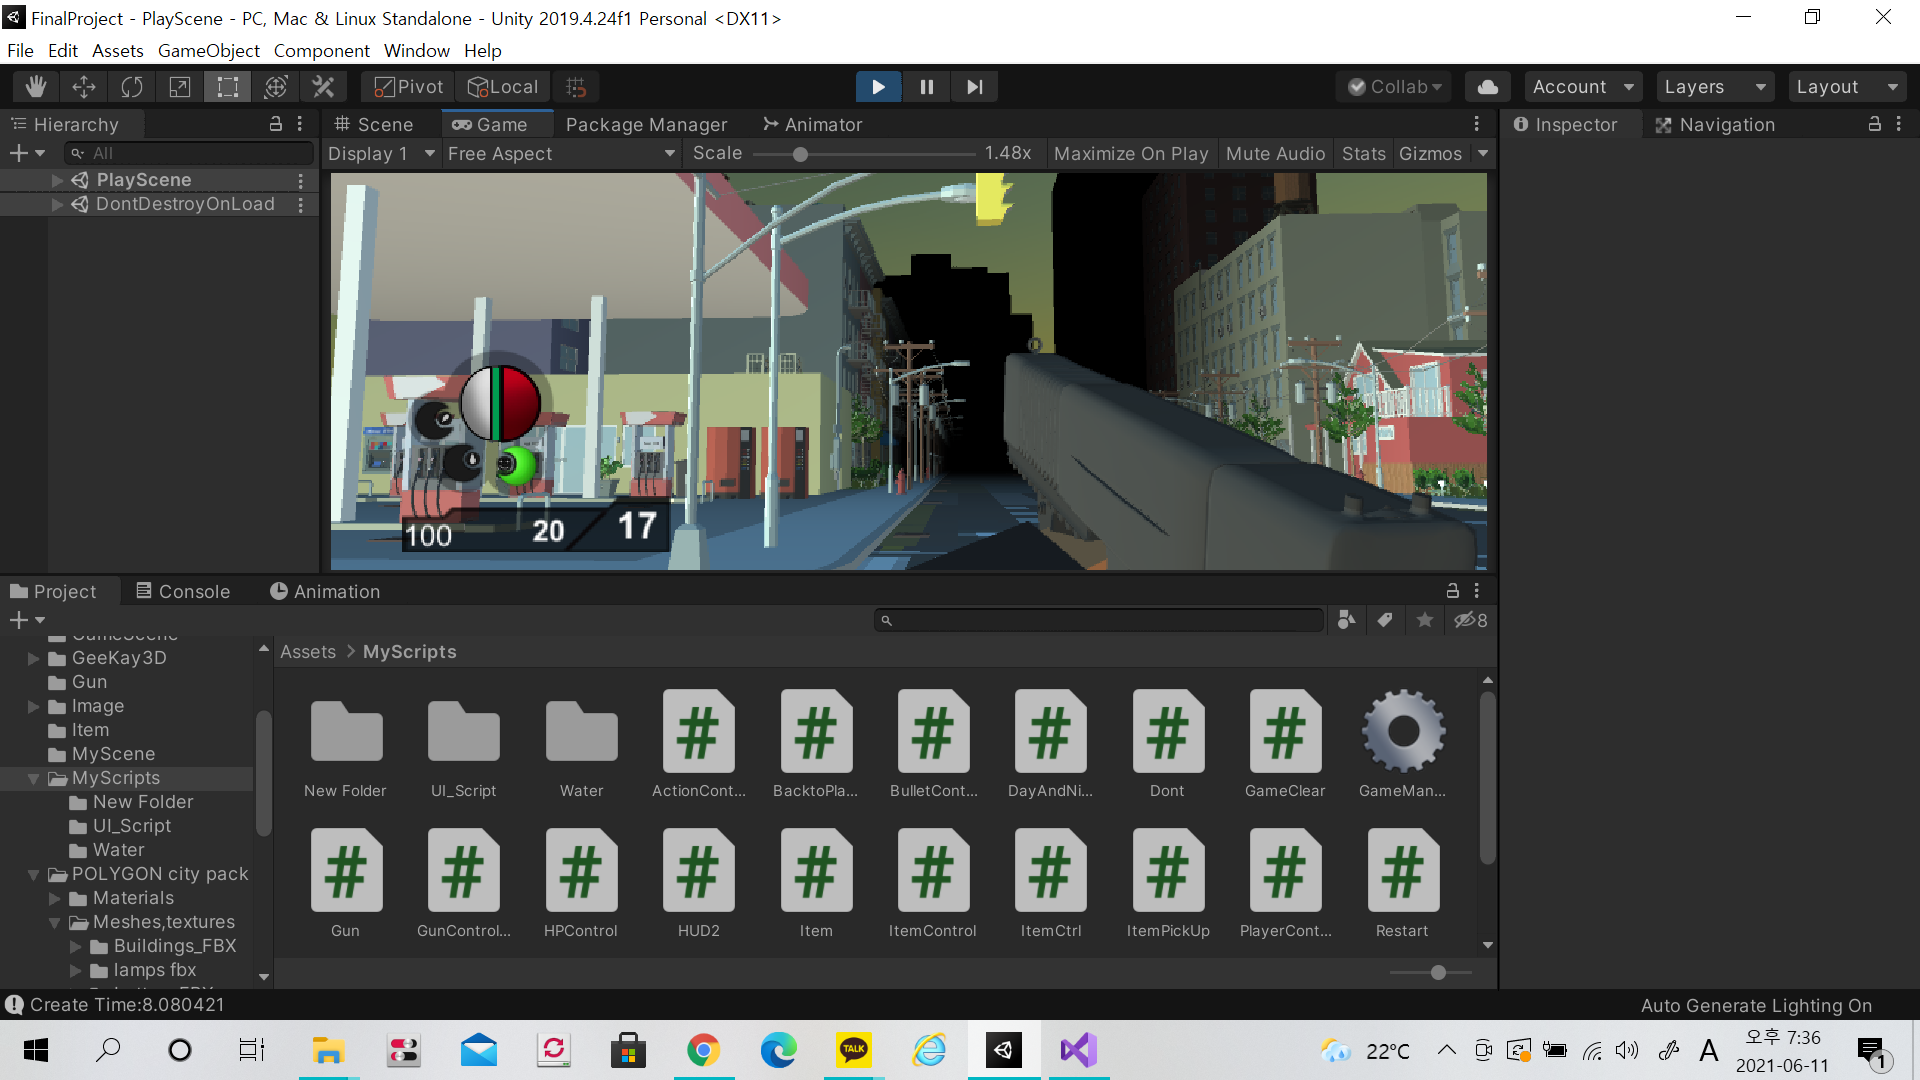 FinalProject - PlayScene - PC, Mac & Linux Standalone - Unity 2019.4.24f1 Personal <DX11>
File Edit Assets GameObject Component Window Help
Pivot Local Collab Account Layers Layout
Hierarchy Scene Game Package Manager Animator Inspector Navigation
All Display 1 Free Aspect Scale 1.48x Maximize On Play Mute Audio Stats Gizmos
PlayScene
DontDestroyOnLoad
100 20 17
Project Console Animation
8
GameScene
GeeKay3D
Gun
Image
Item
MyScene
MyScripts
New Folder
UI_Script
Water
POLYGON city pack
Materials
Meshes,textures
Buildings_FBX
lamps fbx
Assets > MyScripts
New Folder UI_Script Water ActionCont... BacktoPla... BulletCont... DayAndNi... Dont GameClear GameMan...
Gun GunControl... HPControl HUD2 Item ItemControl ItemCtrl ItemPickUp PlayerCont... Restart
Create Time:8.080421
Auto Generate Lighting On
TALK
22°C
A
오후 7:36
2021-06-11
1